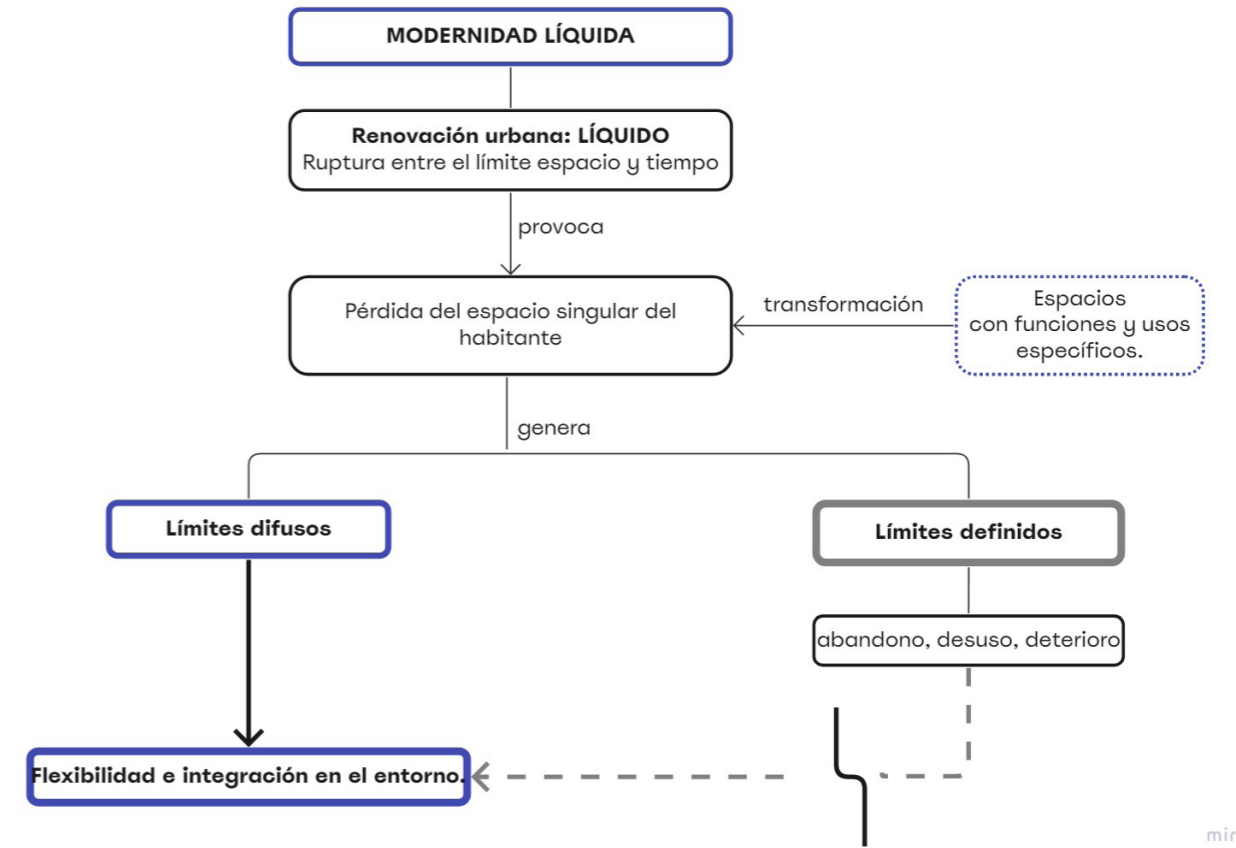 MODERNIDAD LÍQUIDA
Renovación urbana: LÍQUIDO
Ruptura entre el límite espacio y tiempo
provoca
Pérdida del espacio singular del
habitante
transformación
Espacios
con funciones y usos
específicos.
genera
Límites difusos
Límites definidos
abandono, desuso, deterioro
Flexibilidad e integración en el entorno.
mir